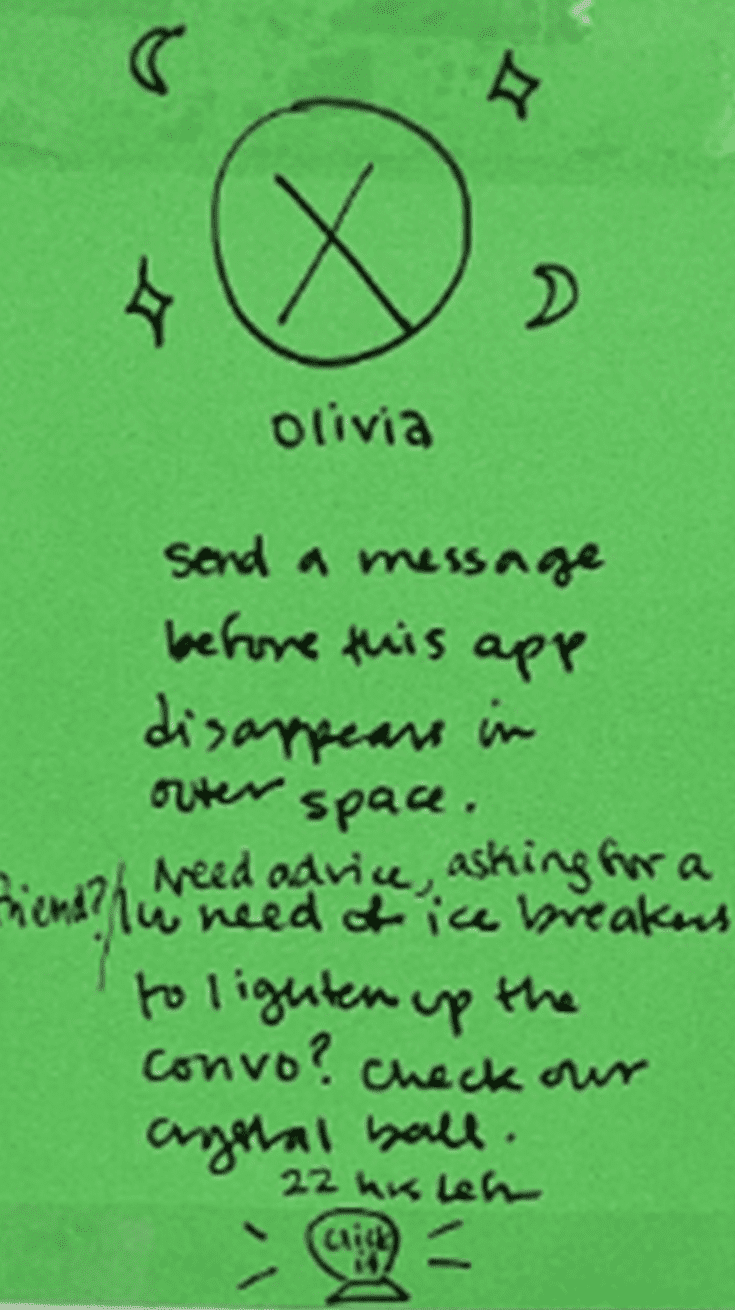 olivia
send a message
before this app
disappears in
outer space.
Need advice, asking for a
friend? / In need of ice breakers
to lighten up the
convo? Check our
crystal ball.
22 hrs left
click
it